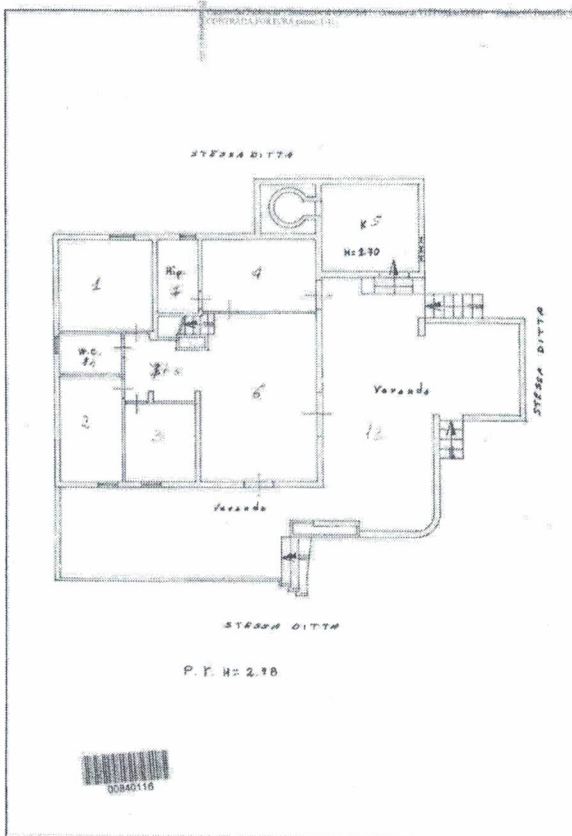 CONTRADA FORTURA piano: T-1;
STESSA DITTA
K 5
H=2.70
1
Rip.
7
4
W.C.
2
3
6
Veranda
13
STESSA DITTA
Veranda
STESSA DITTA
P. T. H= 2.98
00840116